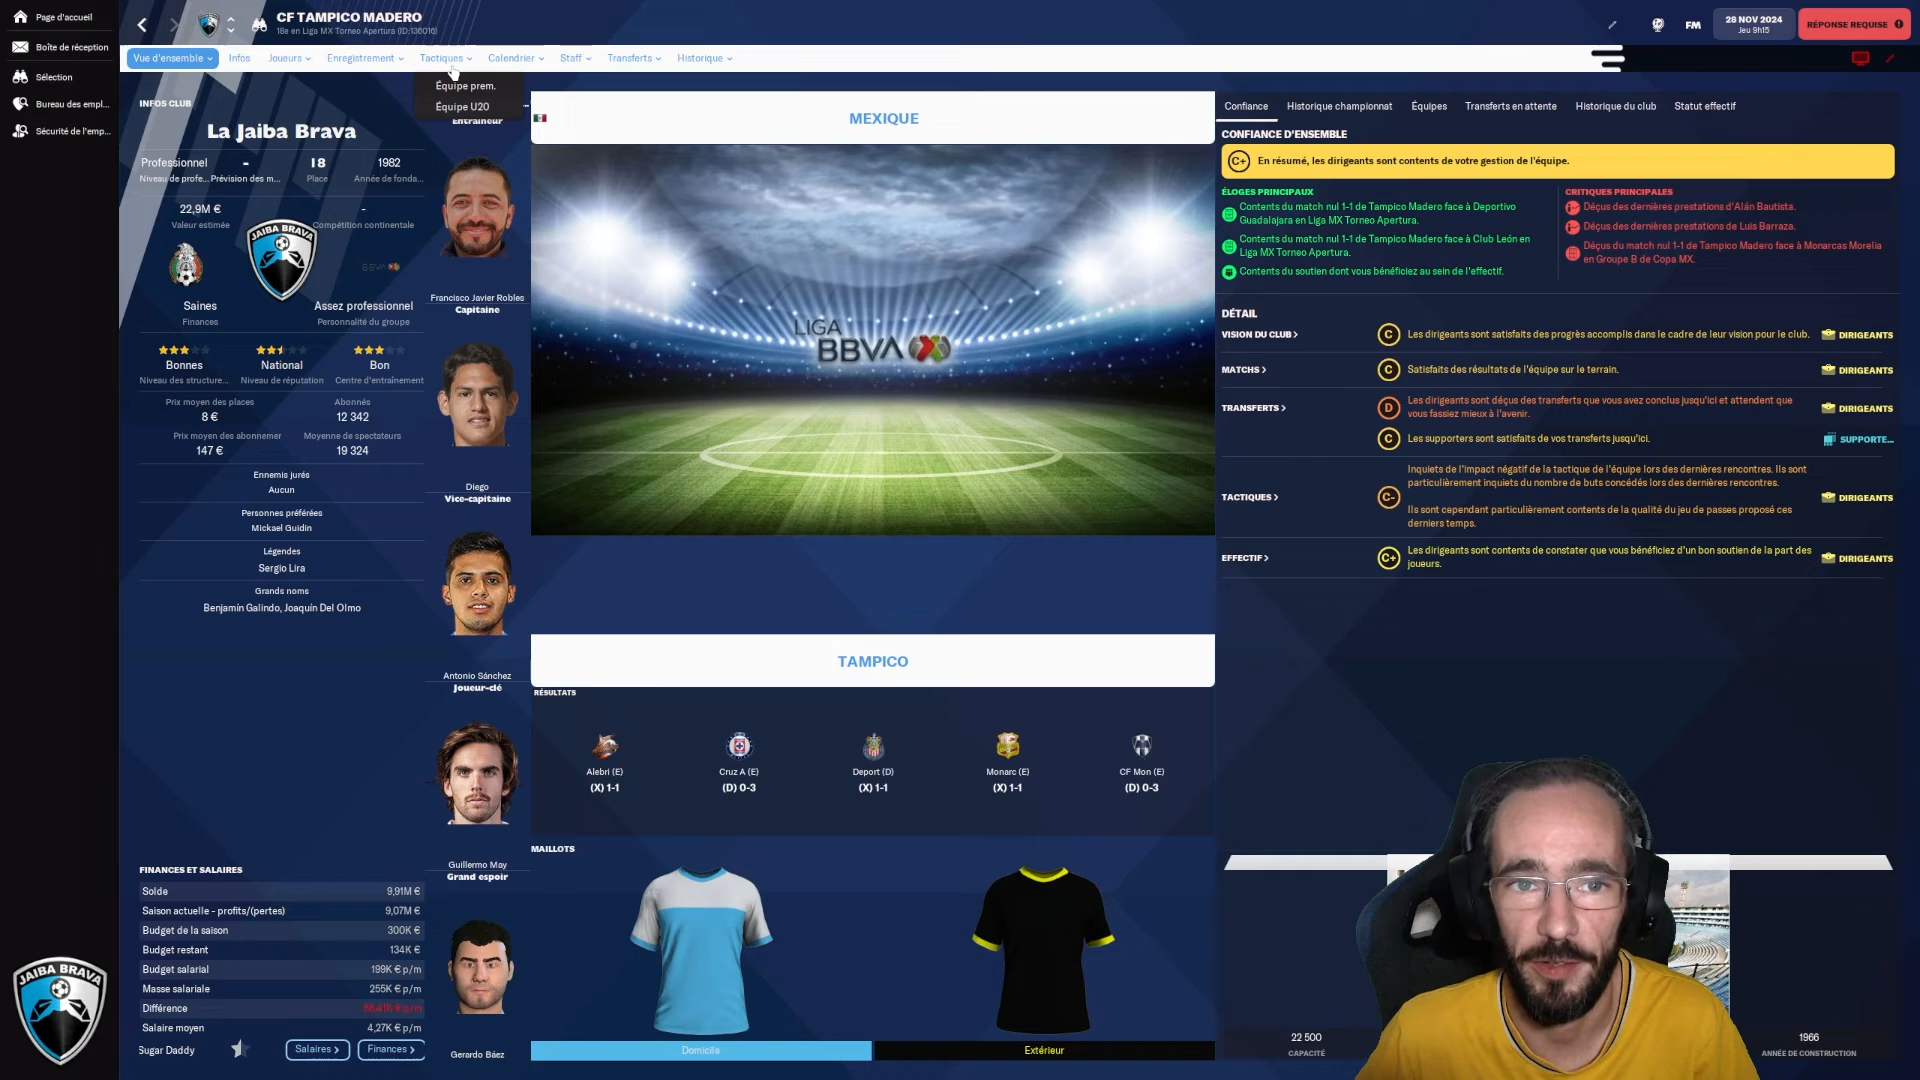 Page d'accueil
Boîte de réception
Sélection
Bureau des empl...
Sécurité de l'emp...
CF TAMPICO MADERO
18e en Liga MX Torneo Apertura (ID:136016)
28 NOV 2024
Jeu 9h15
RÉPONSE REQUISE
FM
Vue d'ensemble
Infos
Joueurs
Enregistrement
Tactiques
Calendrier
Staff
Transferts
Historique
Équipe prem.
Équipe U20
INFOS CLUB
La Jaiba Brava
Professionnel
-
18
1982
Niveau de profe...
Prévision des m...
Place
Année de fonda...
22,9M €
-
Valeur estimée
Compétition continentale
JAIBA BRAVA
BBVA
Saines
Assez professionnel
Finances
Personnalité du groupe
Bonnes
National
Bon
Niveau des structure...
Niveau de réputation
Centre d'entraînement
Prix moyen des places
Abonnés
8 €
12 342
Prix moyen des abonnemer
Moyenne de spectateurs
147 €
19 324
Ennemis jurés
Aucun
Personnes préférées
Mickael Guidin
Légendes
Sergio Lira
Grands noms
Benjamín Galindo, Joaquín Del Olmo
FINANCES ET SALAIRES
Solde 9,91M €
Saison actuelle - profits/(pertes) 9,07M €
Budget de la saison 300K €
Budget restant 134K €
Budget salarial 199K € p/m
Masse salariale 255K € p/m
Différence
Salaire moyen 4,27K € p/m
Sugar Daddy
Salaires
Finances
JAIBA BRAVA
Entraîneur
Francisco Javier Robles
Capitaine
Diego
Vice-capitaine
Antonio Sánchez
Joueur-clé
Guillermo May
Grand espoir
Gerardo Báez
MEXIQUE
LIGA
BBVA
TAMPICO
RÉSULTATS
Alebri (E)
Cruz A (E)
Deport (D)
Monarc (E)
CF Mon (E)
(X) 1-1
(D) 0-3
(X) 1-1
(X) 1-1
(D) 0-3
MAILLOTS
Domicile
Extérieur
Confiance
Historique championnat
Équipes
Transferts en attente
Historique du club
Statut effectif
CONFIANCE D'ENSEMBLE
C+
En résumé, les dirigeants sont contents de votre gestion de l'équipe.
ÉLOGES PRINCIPAUX
Contents du match nul 1-1 de Tampico Madero face à Deportivo
Guadalajara en Liga MX Torneo Apertura.
Contents du match nul 1-1 de Tampico Madero face à Club León en
Liga MX Torneo Apertura.
Contents du soutien dont vous bénéficiez au sein de l'effectif.
CRITIQUES PRINCIPALES
Déçus des dernières prestations d'Alán Bautista.
Déçus des dernières prestations de Luis Barraza.
Déçus du match nul 1-1 de Tampico Madero face à Monarcas Morelia
en Groupe B de Copa MX.
DÉTAIL
VISION DU CLUB
C
Les dirigeants sont satisfaits des progrès accomplis dans le cadre de leur vision pour le club.
DIRIGEANTS
MATCHS
C
Satisfaits des résultats de l'équipe sur le terrain.
DIRIGEANTS
TRANSFERTS
D
Les dirigeants sont déçus des transferts que vous avez conclus jusqu'ici et attendent que
vous fassiez mieux à l'avenir.
DIRIGEANTS
C
Les supporters sont satisfaits de vos transferts jusqu'ici.
SUPPORTE...
TACTIQUES
C-
Inquiets de l'impact négatif de la tactique de l'équipe lors des dernières rencontres. Ils sont
particulièrement inquiets du nombre de buts concédés lors des dernières rencontres.
Ils sont cependant particulièrement contents de la qualité du jeu de passes proposé ces
derniers temps.
DIRIGEANTS
EFFECTIF
C+
Les dirigeants sont contents de constater que vous bénéficiez d'un bon soutien de la part des
joueurs.
DIRIGEANTS
22 500
CAPACITÉ
1966
ANNÉE DE CONSTRUCTION